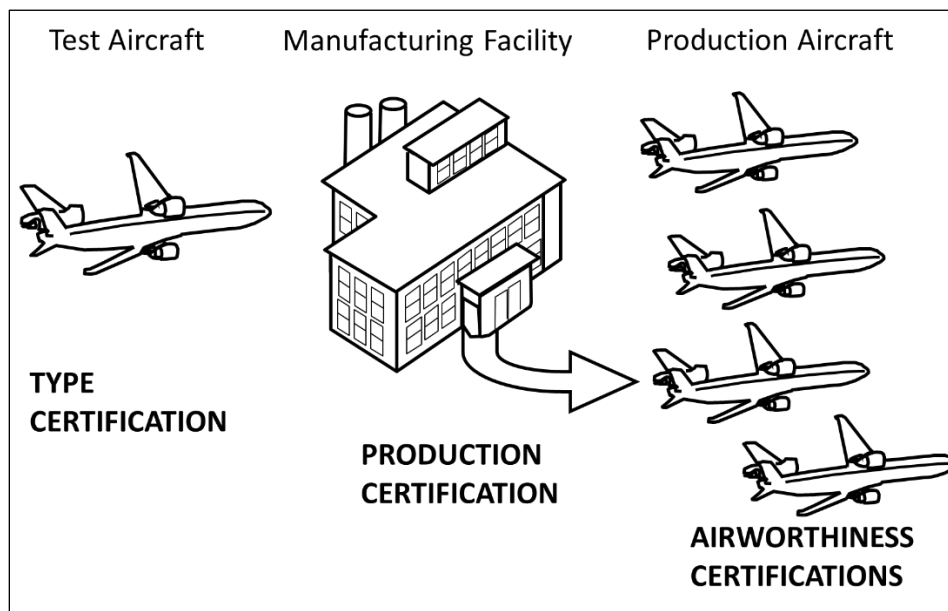 Test Aircraft
Manufacturing Facility
Production Aircraft
TYPE
CERTIFICATION
PRODUCTION
CERTIFICATION
AIRWORTHINESS
CERTIFICATIONS